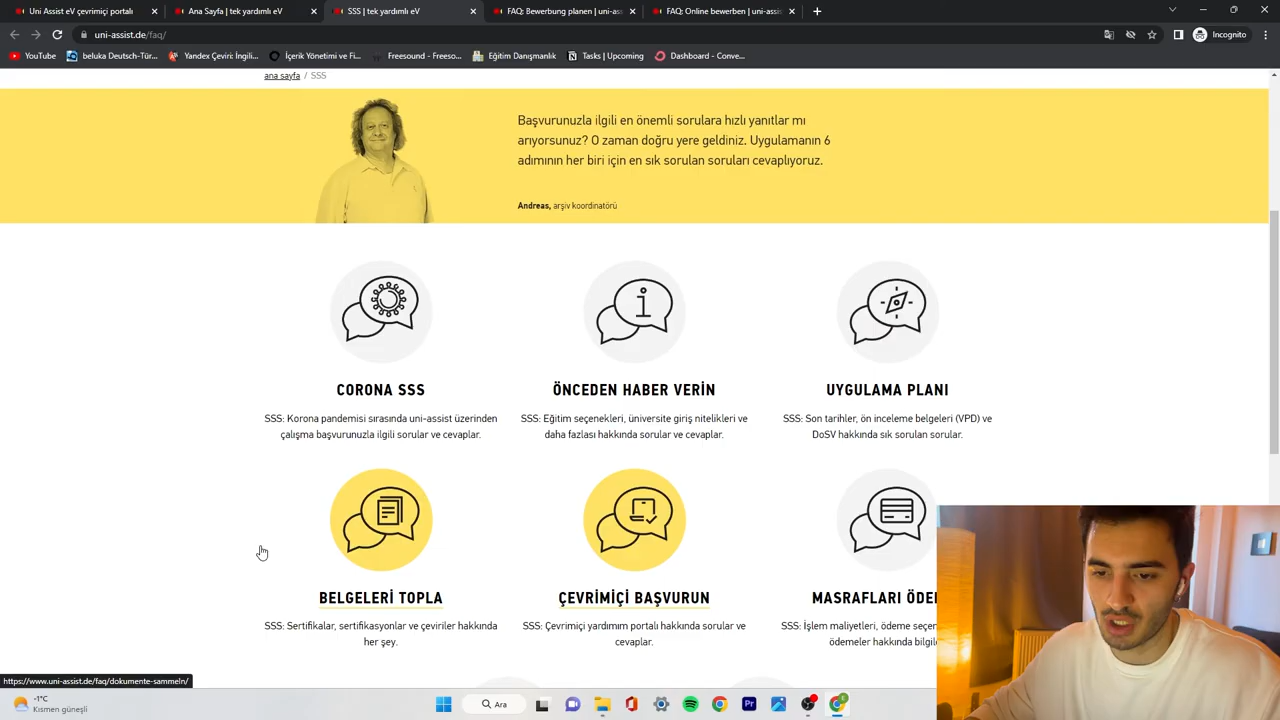 Uni Assist eV çevrimiçi portalı
Ana Sayfa | tek yardımlı eV
SSS | tek yardımlı eV
FAQ: Bewerbung planen | uni-ass
FAQ: Online bewerben | uni-assis
uni-assist.de/faq/
Incognito
YouTube
beluka Deutsch-Tür...
Yandex Çeviri: İngili...
İçerik Yönetimi ve Fi...
Freesound - Freeso...
Eğitim Danışmanlık
Tasks | Upcoming
Dashboard - Conve...
ana sayfa / SSS
Başvurunuzla ilgili en önemli sorulara hızlı yanıtlar mı
arıyorsunuz? O zaman doğru yere geldiniz. Uygulamanın 6
adımının her biri için en sık sorulan soruları cevaplıyoruz.
Andreas, arşiv koordinatörü
CORONA SSS
SSS: Korona pandemisi sırasında uni-assist üzerinden
çalışma başvurunuzla ilgili sorular ve cevaplar.
ÖNCEDEN HABER VERİN
SSS: Eğitim seçenekleri, üniversite giriş nitelikleri ve
daha fazlası hakkında sorular ve cevaplar.
UYGULAMA PLANI
SSS: Son tarihler, ön inceleme belgeleri (VPD) ve
DoSV hakkında sık sorulan sorular.
BELGELERİ TOPLA
SSS: Sertifikalar, sertifikasyonlar ve çeviriler hakkında
her şey.
ÇEVRİMİÇİ BAŞVURUN
SSS: Çevrimiçi yardım portalı hakkında sorular ve
cevaplar.
MASRAFLARI ÖDE
SSS: İşlem maliyetleri, ödeme seçen
ödemeler hakkında bilgile
https://www.uni-assist.de/faq/dokumente-sammeln/
-1°C
Kısmen güneşli
Ara